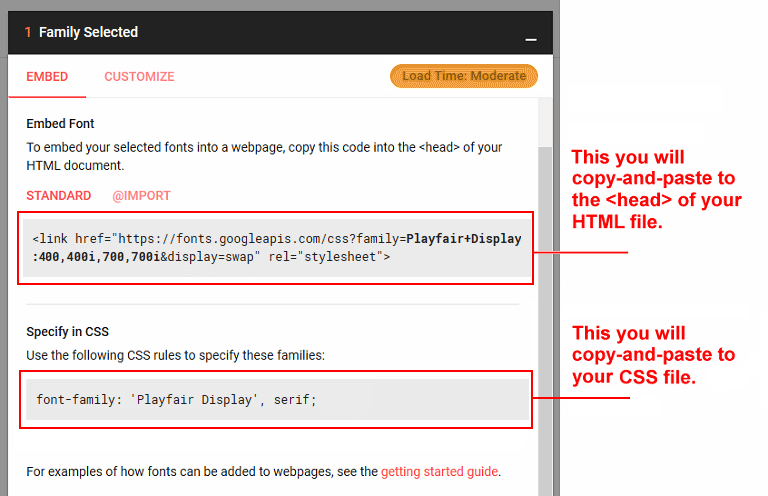 1 Family Selected
EMBED CUSTOMIZE Load Time: Moderate
Embed Font
To embed your selected fonts into a webpage, copy this code into the <head> of your
HTML document.
STANDARD @IMPORT
<link href="https://fonts.googleapis.com/css?family=Playfair+Display
:400,400i,700,700i&display=swap" rel="stylesheet">
This you will
copy-and-paste to
the <head> of your
HTML file.
Specify in CSS
Use the following CSS rules to specify these families:
font-family: 'Playfair Display', serif;
This you will
copy-and-paste to
your CSS file.
For examples of how fonts can be added to webpages, see the getting started guide.